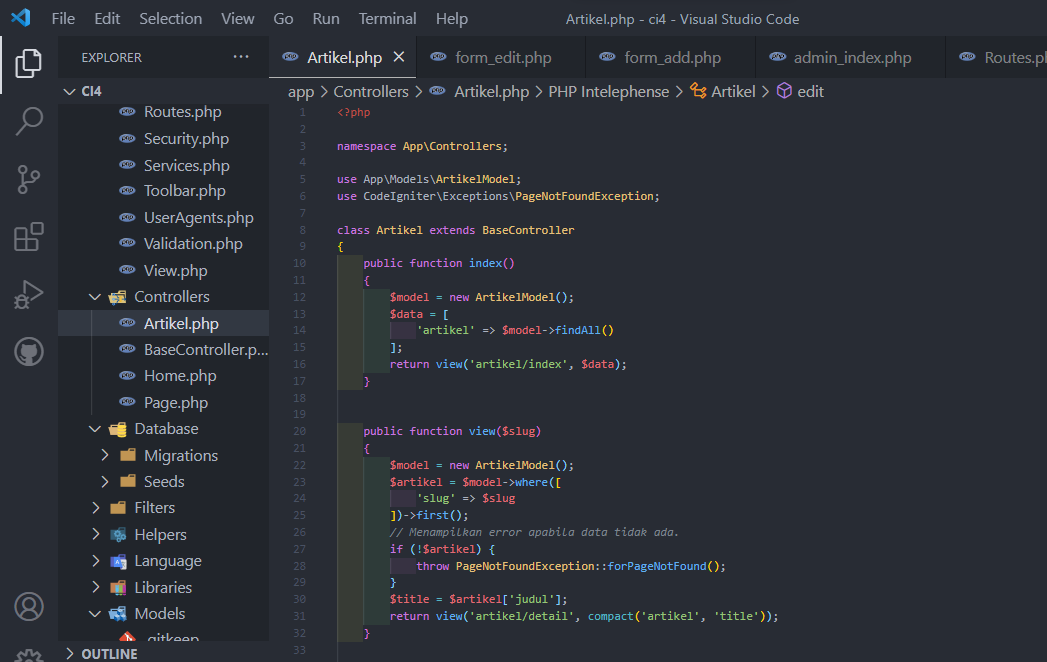 File Edit Selection View Go Run Terminal Help Artikel.php - ci4 - Visual Studio Code
EXPLORER ···
CI4
Routes.php
Security.php
Services.php
Toolbar.php
UserAgents.php
Validation.php
View.php
Controllers
Artikel.php
BaseController.p...
Home.php
Page.php
Database
Migrations
Seeds
Filters
Helpers
Language
Libraries
Models
.gitkeep
OUTLINE
Artikel.php form_edit.php form_add.php admin_index.php Routes.pl
app > Controllers > Artikel.php > PHP Intelephense > Artikel > edit
1 <?php
2
3 namespace App\Controllers;
4
5 use App\Models\ArtikelModel;
6 use CodeIgniter\Exceptions\PageNotFoundException;
7
8 class Artikel extends BaseController
9 {
10 public function index()
11 {
12 $model = new ArtikelModel();
13 $data = [
14 'artikel' => $model->findAll()
15 ];
16 return view('artikel/index', $data);
17 }
18
19
20 public function view($slug)
21 {
22 $model = new ArtikelModel();
23 $artikel = $model->where([
24 'slug' => $slug
25 ])->first();
26 // Menampilkan error apabila data tidak ada.
27 if (!$artikel) {
28 throw PageNotFoundException::forPageNotFound();
29 }
30 $title = $artikel['judul'];
31 return view('artikel/detail', compact('artikel', 'title'));
32 }
33